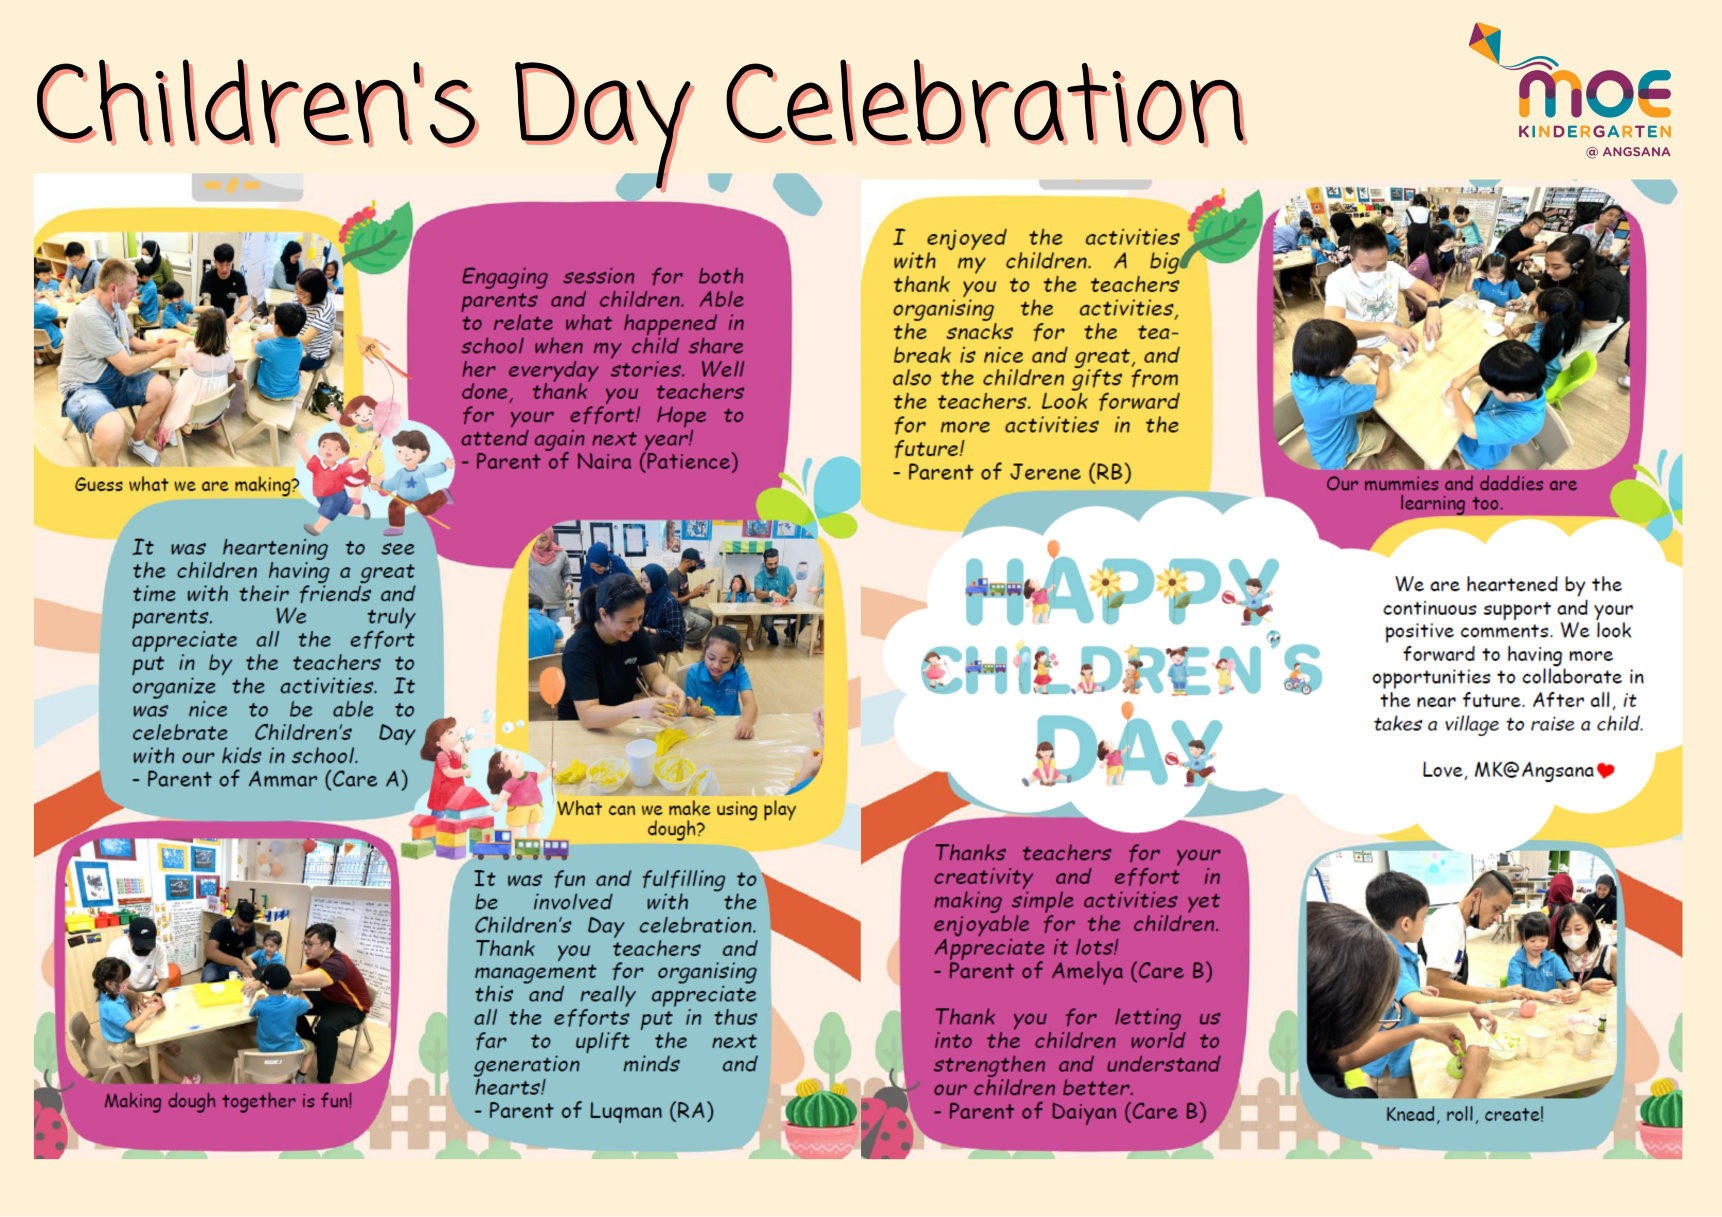 Children's Day Celebration
MOE
KINDERGARTEN
@ ANGSANA
Guess what we are making?
Engaging session for both
parents and children. Able
to relate what happened in
school when my child share
her everyday stories. Well
done, thank you teachers
for your effort! Hope to
attend again next year!
- Parent of Naira (Patience)
It was heartening to see
the children having a great
time with their friends and
parents. We truly
appreciate all the effort
put in by the teachers to
organize the activities. It
was nice to be able to
celebrate Children's Day
with our kids in school.
- Parent of Ammar (Care A)
What can we make using play
dough?
Making dough together is fun!
It was fun and fulfilling to
be involved with the
Children's Day celebration.
Thank you teachers and
management for organising
this and really appreciate
all the efforts put in thus
far to uplift the next
generation minds and
hearts!
- Parent of Luqman (RA)
I enjoyed the activities
with my children. A big
thank you to the teachers
organising the activities,
the snacks for the tea-
break is nice and great, and
also the children gifts from
the teachers. Look forward
for more activities in the
future!
- Parent of Jerene (RB)
Our mummies and daddies are
learning too.
HAPPY
CHILDREN'S
DAY
We are heartened by the
continuous support and your
positive comments. We look
forward to having more
opportunities to collaborate in
the near future. After all, it
takes a village to raise a child.
Love, MK@Angsana
Thanks teachers for your
creativity and effort in
making simple activities yet
enjoyable for the children.
Appreciate it lots!
- Parent of Amelya (Care B)
Thank you for letting us
into the children world to
strengthen and understand
our children better.
- Parent of Daiyan (Care B)
Knead, roll, create!